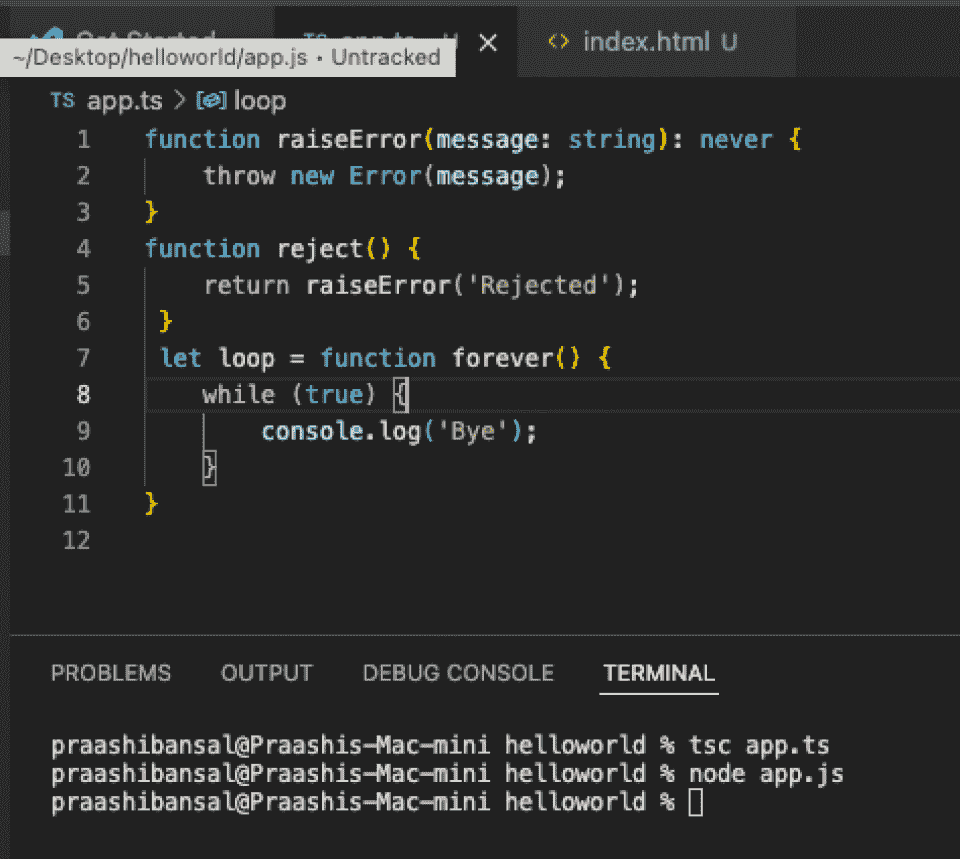 ~/Desktop/helloworld/app.js • Untracked
index.html U
TS app.ts > loop
1 function raiseError(message: string): never {
2 throw new Error(message);
3 }
4 function reject() {
5 return raiseError('Rejected');
6 }
7 let loop = function forever() {
8 while (true) {
9 console.log('Bye');
10 }
11 }
12
PROBLEMS OUTPUT DEBUG CONSOLE TERMINAL
praashibansal@Praashis-Mac-mini helloworld % tsc app.ts
praashibansal@Praashis-Mac-mini helloworld % node app.js
praashibansal@Praashis-Mac-mini helloworld %